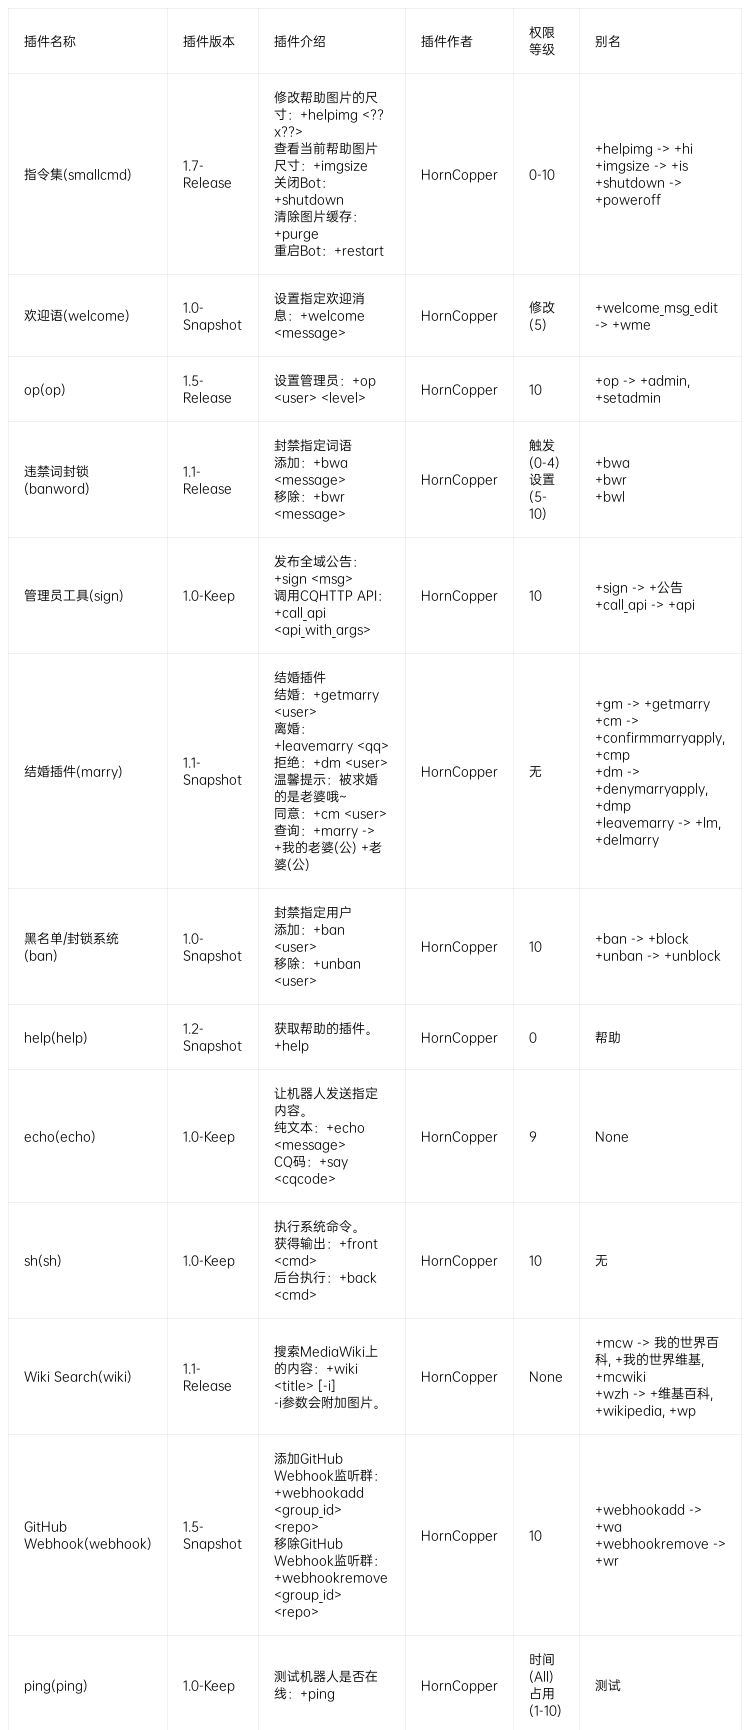 插件名称
插件版本
插件介绍
插件作者
权限
等级
别名
指令集(smallcmd)
1.7-
Release
修改帮助图片的尺
寸：+helpimg <??
x??>
查看当前帮助图片
尺寸：+imgsize
关闭Bot：
+shutdown
清除图片缓存：
+purge
重启Bot：+restart
HornCopper
0-10
+helpimg -> +hi
+imgsize -> +is
+shutdown ->
+poweroff
欢迎语(welcome)
1.0-
Snapshot
设置指定欢迎消
息：+welcome
<message>
HornCopper
修改
(5)
+welcome_msg_edit
-> +wme
op(op)
1.5-
Release
设置管理员：+op
<user> <level>
HornCopper
10
+op -> +admin,
+setadmin
违禁词封锁
(banword)
1.1-
Release
封禁指定词语
添加：+bwa
<message>
移除：+bwr
<message>
HornCopper
触发
(0-4)
设置
(5-
10)
+bwa
+bwr
+bwl
管理员工具(sign)
1.0-Keep
发布全域公告：
+sign <msg>
调用CQHTTP API：
+call_api
<api_with_args>
HornCopper
10
+sign -> +公告
+call_api -> +api
结婚插件(marry)
1.1-
Snapshot
结婚插件
结婚：+getmarry
<user>
离婚：
+leavemarry <qq>
拒绝：+dm <user>
温馨提示：被求婚
的是老婆哦~
同意：+cm <user>
查询：+marry ->
+我的老婆(公) +老
婆(公)
HornCopper
无
+gm -> +getmarry
+cm ->
+confirmmarryapply,
+cmp
+dm ->
+denymarryapply,
+dmp
+leavemarry -> +lm,
+delmarry
黑名单/封锁系统
(ban)
1.0-
Snapshot
封禁指定用户
添加：+ban
<user>
移除：+unban
<user>
HornCopper
10
+ban -> +block
+unban -> +unblock
help(help)
1.2-
Snapshot
获取帮助的插件。
+help
HornCopper
0
帮助
echo(echo)
1.0-Keep
让机器人发送指定
内容。
纯文本：+echo
<message>
CQ码：+say
<cqcode>
HornCopper
9
None
sh(sh)
1.0-Keep
执行系统命令。
获得输出：+front
<cmd>
后台执行：+back
<cmd>
HornCopper
10
无
Wiki Search(wiki)
1.1-
Release
搜索MediaWiki上
的内容：+wiki
<title> [-i]
-i参数会附加图片。
HornCopper
None
+mcw -> 我的世界百
科, +我的世界维基,
+mcwiki
+wzh -> +维基百科,
+wikipedia, +wp
GitHub
Webhook(webhook)
1.5-
Snapshot
添加GitHub
Webhook监听群：
+webhookadd
<group_id>
<repo>
移除GitHub
Webhook监听群：
+webhookremove
<group_id>
<repo>
HornCopper
10
+webhookadd ->
+wa
+webhookremove ->
+wr
ping(ping)
1.0-Keep
测试机器人是否在
线：+ping
HornCopper
时间
(All)
占用
(1-10)
测试